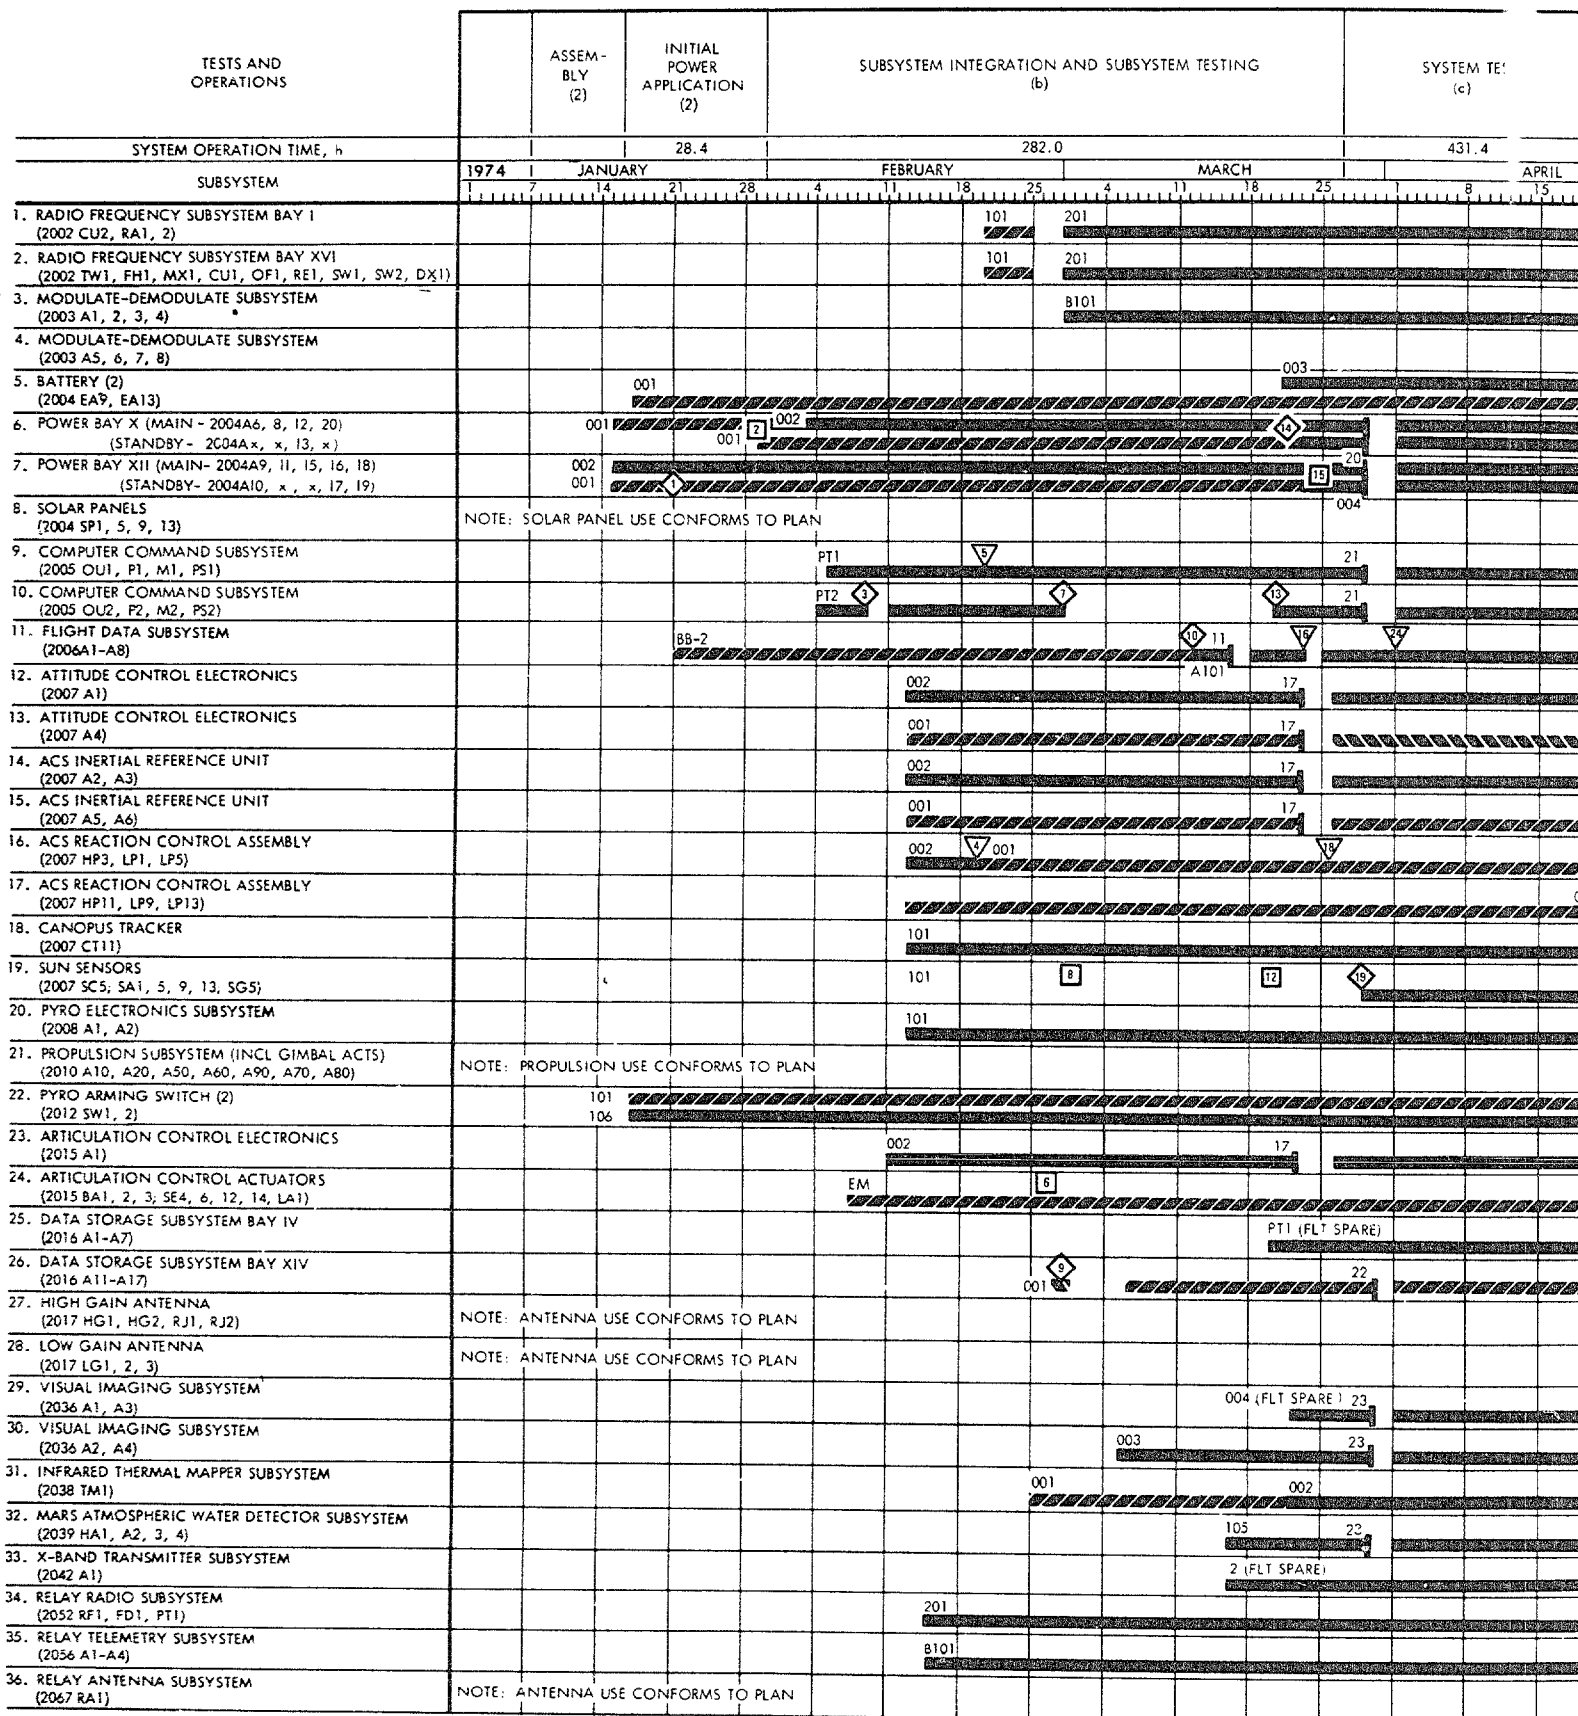 TESTS AND
OPERATIONS
ASSEM-
BLY
(2)
INITIAL
POWER
APPLICATION
(2)
SUBSYSTEM INTEGRATION AND SUBSYSTEM TESTING
(b)
SYSTEM TES
(c)
SYSTEM OPERATION TIME, h
28.4
282.0
431.4
SUBSYSTEM
1974
JANUARY
FEBRUARY
MARCH
APRIL
1 7 14 21 28 4 11 18 25 4 11 18 25 1 8 15
1. RADIO FREQUENCY SUBSYSTEM BAY I
(2002 CU2, RA1, 2)
101 201
2. RADIO FREQUENCY SUBSYSTEM BAY XVI
(2002 TW1, FH1, MX1, CU1, OF1, RE1, SW1, SW2, DX1)
101 201
3. MODULATE-DEMODULATE SUBSYSTEM
(2003 A1, 2, 3, 4)
B101
4. MODULATE-DEMODULATE SUBSYSTEM
(2003 A5, 6, 7, 8)
003
5. BATTERY (2)
(2004 EA9, EA13)
001
6. POWER BAY X (MAIN - 2004A6, 8, 12, 20)
(STANDBY - 2004Ax, x, 13, x)
001 2 002 14
001
7. POWER BAY XII (MAIN- 2004A9, 11, 15, 16, 18)
(STANDBY- 2004A10, x, x, 17, 19)
002 20
001 1 15
004
8. SOLAR PANELS
(2004 SP1, 5, 9, 13)
NOTE: SOLAR PANEL USE CONFORMS TO PLAN
9. COMPUTER COMMAND SUBSYSTEM
(2005 OU1, P1, M1, PS1)
PT1 5 21
10. COMPUTER COMMAND SUBSYSTEM
(2005 OU2, P2, M2, PS2)
PT2 3 7 13 21
11. FLIGHT DATA SUBSYSTEM
(2006A1-A8)
BB-2 10 11 16 24
A101
12. ATTITUDE CONTROL ELECTRONICS
(2007 A1)
002 17
13. ATTITUDE CONTROL ELECTRONICS
(2007 A4)
001 17
14. ACS INERTIAL REFERENCE UNIT
(2007 A2, A3)
002 17
15. ACS INERTIAL REFERENCE UNIT
(2007 A5, A6)
001 17
16. ACS REACTION CONTROL ASSEMBLY
(2007 HP3, LP1, LP5)
002 4 001 18
17. ACS REACTION CONTROL ASSEMBLY
(2007 HP11, LP9, LP13)
18. CANOPUS TRACKER
(2007 CT11)
101
19. SUN SENSORS
(2007 SC5; SA1, 5, 9, 13, SG5)
101 8 12 19
20. PYRO ELECTRONICS SUBSYSTEM
(2008 A1, A2)
101
21. PROPULSION SUBSYSTEM (INCL GIMBAL ACTS)
(2010 A10, A20, A50, A60, A90, A70, A80)
NOTE: PROPULSION USE CONFORMS TO PLAN
22. PYRO ARMING SWITCH (2)
(2012 SW1, 2)
101
106
23. ARTICULATION CONTROL ELECTRONICS
(2015 A1)
002 17
24. ARTICULATION CONTROL ACTUATORS
(2015 BA1, 2, 3; SE4, 6, 12, 14, LA1)
EM 6
25. DATA STORAGE SUBSYSTEM BAY IV
(2016 A1-A7)
PT1 (FLT SPARE)
26. DATA STORAGE SUBSYSTEM BAY XIV
(2016 A11-A17)
001 9 22
27. HIGH GAIN ANTENNA
(2017 HG1, HG2, RJ1, RJ2)
NOTE: ANTENNA USE CONFORMS TO PLAN
28. LOW GAIN ANTENNA
(2017 LG1, 2, 3)
NOTE: ANTENNA USE CONFORMS TO PLAN
29. VISUAL IMAGING SUBSYSTEM
(2036 A1, A3)
004 (FLT SPARE) 23
30. VISUAL IMAGING SUBSYSTEM
(2036 A2, A4)
003 23
31. INFRARED THERMAL MAPPER SUBSYSTEM
(2038 TM1)
001 002
32. MARS ATMOSPHERIC WATER DETECTOR SUBSYSTEM
(2039 HA1, A2, 3, 4)
105 23
33. X-BAND TRANSMITTER SUBSYSTEM
(2042 A1)
2 (FLT SPARE)
34. RELAY RADIO SUBSYSTEM
(2052 RF1, FD1, PT1)
201
35. RELAY TELEMETRY SUBSYSTEM
(2056 A1-A4)
B101
36. RELAY ANTENNA SUBSYSTEM
(2067 RA1)
NOTE: ANTENNA USE CONFORMS TO PLAN